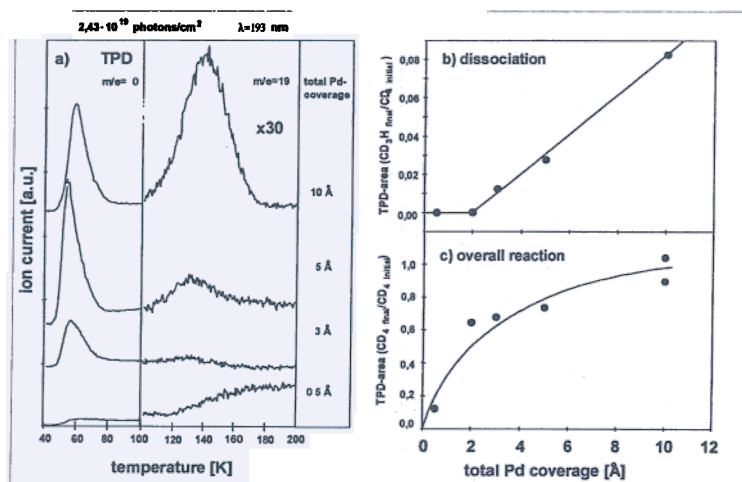 2,43·10¹⁹ photons/cm² λ=193 nm
a) TPD
m/e= 0
m/e=19
total Pd-
coverage
x30
10 Å
5 Å
3 Å
0 5 Å
ion current [a.u.]
40 60 80 100 120 140 160 180 200
temperature [K]
b) dissociation
TPD-area (CD₃H final/CD₄ initial)
0,08
0,06
0,04
0,02
0,00
c) overall reaction
TPD-area (CD₄ final/CD₄ initial)
1,0
0,8
0,6
0,4
0,2
0,0
0 2 4 6 8 10 12
total Pd coverage [Å]